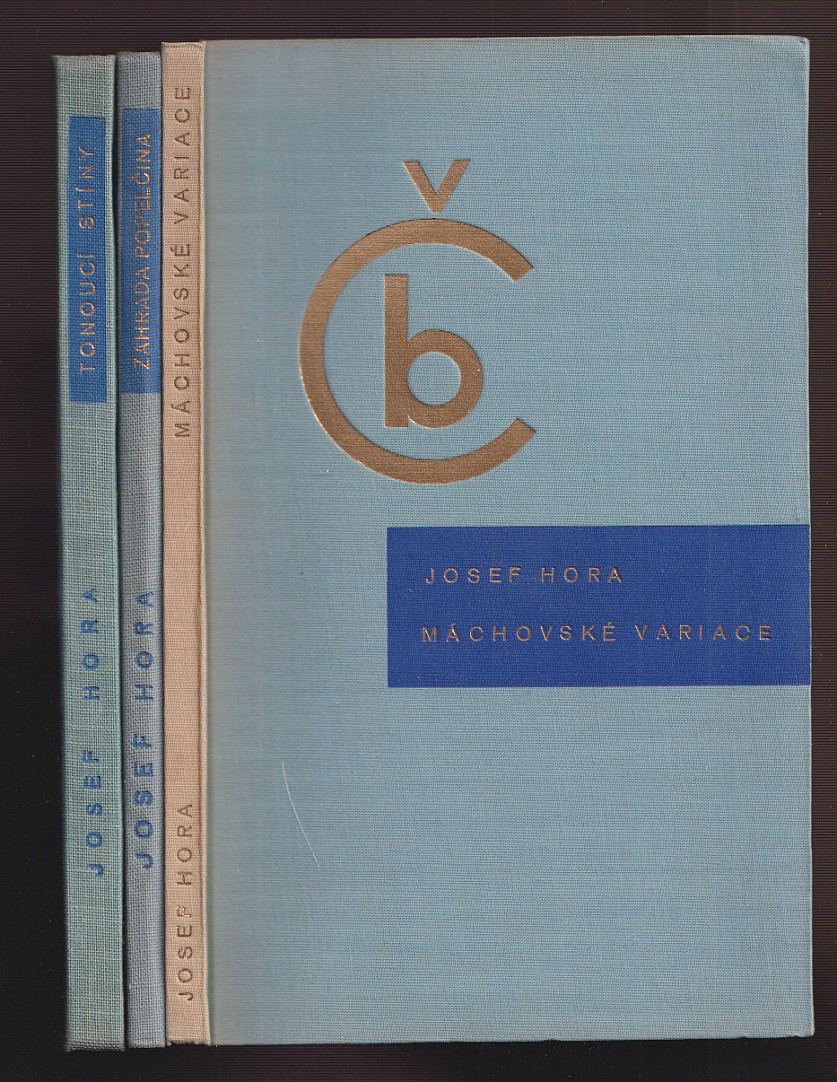 TONOUCÍ STÍNY
JOSEF HORA
ZAHRADA POPELČINA
JOSEF HORA
MÁCHOVSKÉ VARIACE
JOSEF HORA
Čb
JOSEF HORA
MÁCHOVSKÉ VARIACE